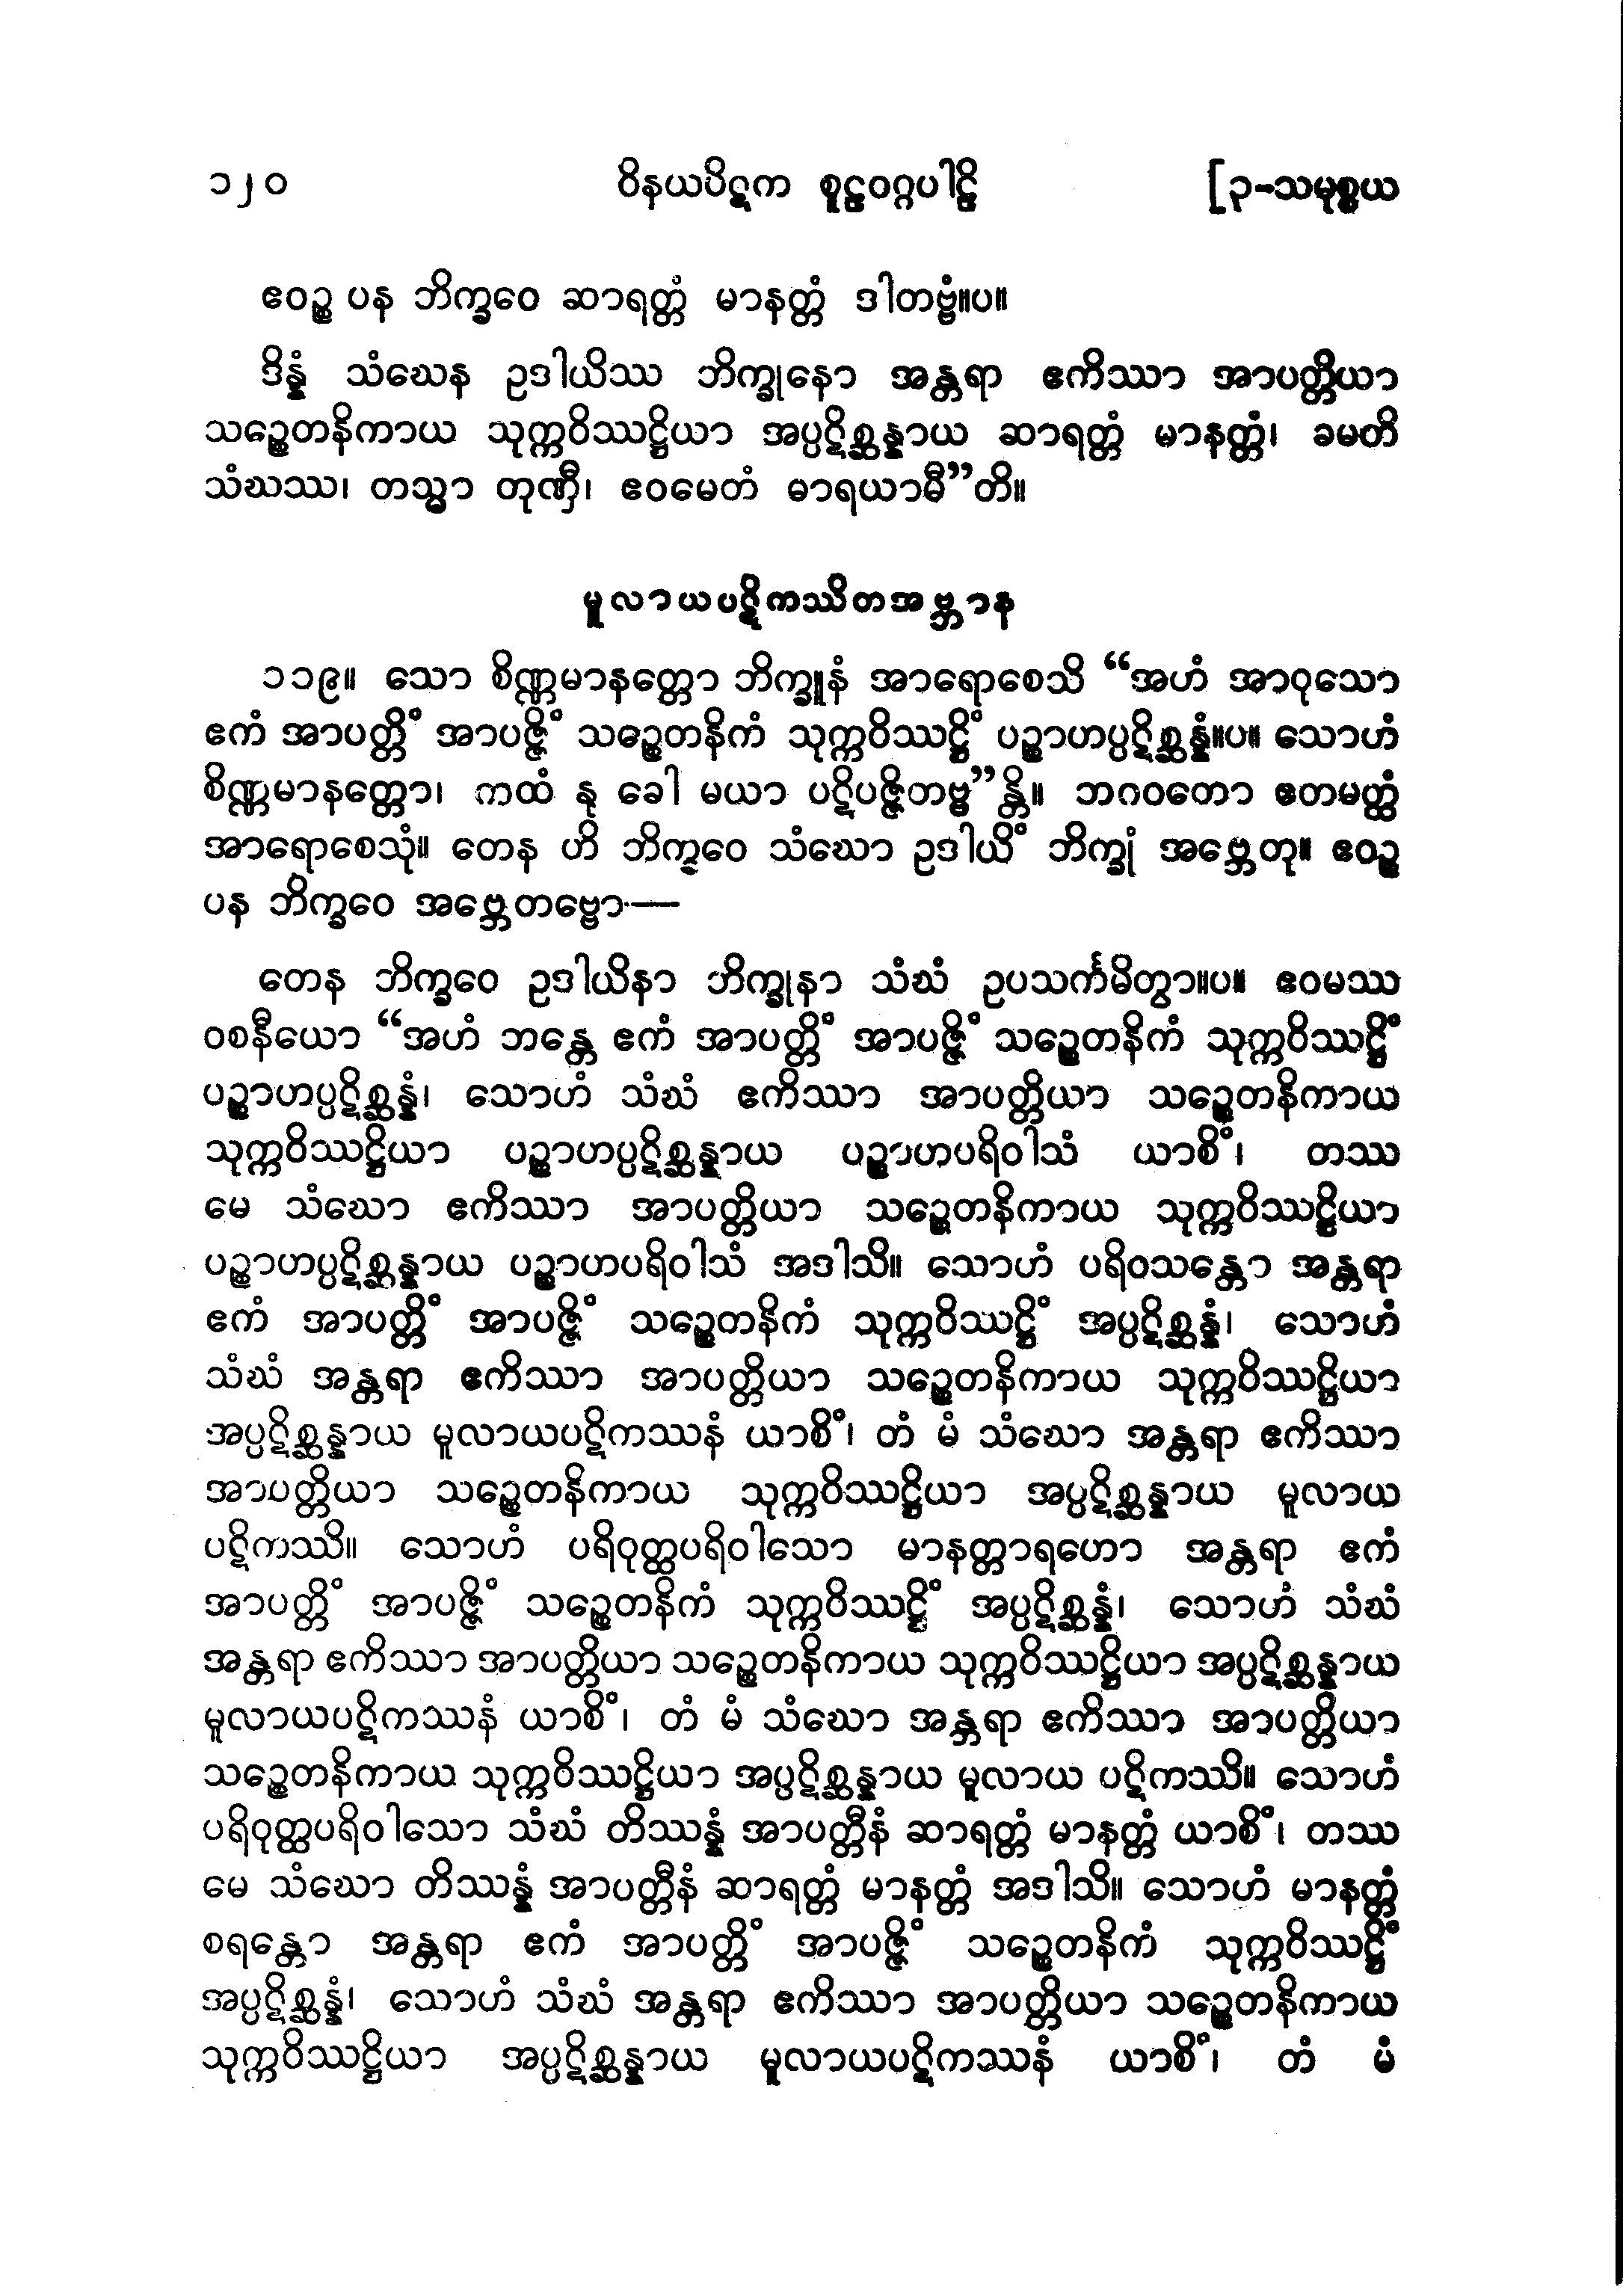 ၁၂၀ ဝိနယပိဋက စူဠဝဂ္ဂပါဠိ [၃-သမုစ္စယ
ဧဝဉ္စ ပန ဘိက္ခဝေ ဆာရတ္တံ မာနတ္တံ ဒါတဗ္ဗံ။ပ။
ဒိန္နံ သံဃေန ဥဒါယိဿ ဘိက္ခုနော အန္တရာ ဧကိဿာ အာပတ္တိယာ
သဉ္စေတနိကာယ သုက္ကဝိဿဋ္ဌိယာ အပ္ပဋိစ္ဆန္နာယ ဆာရတ္တံ မာနတ္တံ၊ ခမတိ
သံဃဿ၊ တသ္မာ တုဏှီ၊ ဧဝမေတံ ဓာရယာမီ”တိ။
မူလာယပဋိကဿိတအဗ္ဘာန
၁၁၉။ သော စိဏ္ဏမာနတ္တော ဘိက္ခူနံ အာရောစေသိ “အဟံ အာဝုသော
ဧကံ အာပတ္တိံ အာပဇ္ဇိံ သဉ္စေတနိကံ သုက္ကဝိဿဋ္ဌိံ ပဉ္စာဟပ္ပဋိစ္ဆန္နံ။ပ။ သောဟံ
စိဏ္ဏမာနတ္တော၊ ကထံ နု ခေါ မယာ ပဋိပဇ္ဇိတဗ္ဗ”န္တိ။ ဘဂဝတော ဧတမတ္ထံ
အာရောစေသုံ။ တေန ဟိ ဘိက္ခဝေ သံဃော ဥဒါယိံ ဘိက္ခုံ အဗ္ဘေတု။ ဧဝဉ္စ
ပန ဘိက္ခဝေ အဗ္ဘေတဗ္ဗော—
တေန ဘိက္ခဝေ ဥဒါယိနာ ဘိက္ခုနာ သံဃံ ဥပသင်္ကမိတွာ။ပ။ ဧဝမဿ
ဝစနီယော “အဟံ ဘန္တေ ဧကံ အာပတ္တိံ အာပဇ္ဇိံ သဉ္စေတနိကံ သုက္ကဝိဿဋ္ဌိံ
ပဉ္စာဟပ္ပဋိစ္ဆန္နံ၊ သောဟံ သံဃံ ဧကိဿာ အာပတ္တိယာ သဉ္စေတနိကာယ
သုက္ကဝိဿဋ္ဌိယာ ပဉ္စာဟပ္ပဋိစ္ဆန္နာယ ပဉ္စာဟပရိဝါသံ ယာစိံ၊ တဿ
မေ သံဃော ဧကိဿာ အာပတ္တိယာ သဉ္စေတနိကာယ သုက္ကဝိဿဋ္ဌိယာ
ပဉ္စာဟပ္ပဋိစ္ဆန္နာယ ပဉ္စာဟပရိဝါသံ အဒါသိ။ သောဟံ ပရိဝသန္တော အန္တရာ
ဧကံ အာပတ္တိံ အာပဇ္ဇိံ သဉ္စေတနိကံ သုက္ကဝိဿဋ္ဌိံ အပ္ပဋိစ္ဆန္နံ၊ သောဟံ
သံဃံ အန္တရာ ဧကိဿာ အာပတ္တိယာ သဉ္စေတနိကာယ သုက္ကဝိဿဋ္ဌိယာ
အပ္ပဋိစ္ဆန္နာယ မူလာယပဋိကဿနံ ယာစိံ၊ တံ မံ သံဃော အန္တရာ ဧကိဿာ
အာပတ္တိယာ သဉ္စေတနိကာယ သုက္ကဝိဿဋ္ဌိယာ အပ္ပဋိစ္ဆန္နာယ မူလာယ
ပဋိကဿိ။ သောဟံ ပရိဝုတ္ထပရိဝါသော မာနတ္တာရဟော အန္တရာ ဧကံ
အာပတ္တိံ အာပဇ္ဇိံ သဉ္စေတနိကံ သုက္ကဝိဿဋ္ဌိံ အပ္ပဋိစ္ဆန္နံ၊ သောဟံ သံဃံ
အန္တရာ ဧကိဿာ အာပတ္တိယာ သဉ္စေတနိကာယ သုက္ကဝိဿဋ္ဌိယာ အပ္ပဋိစ္ဆန္နာယ
မူလာယပဋိကဿနံ ယာစိံ၊ တံ မံ သံဃော အန္တရာ ဧကိဿာ အာပတ္တိယာ
သဉ္စေတနိကာယ သုက္ကဝိဿဋ္ဌိယာ အပ္ပဋိစ္ဆန္နာယ မူလာယ ပဋိကဿိ။ သောဟံ
ပရိဝုတ္ထပရိဝါသော သံဃံ တိဿန္နံ အာပတ္တီနံ ဆာရတ္တံ မာနတ္တံ ယာစိံ၊ တဿ
မေ သံဃော တိဿန္နံ အာပတ္တီနံ ဆာရတ္တံ မာနတ္တံ အဒါသိ။ သောဟံ မာနတ္တံ
စရန္တော အန္တရာ ဧကံ အာပတ္တိံ အာပဇ္ဇိံ သဉ္စေတနိကံ သုက္ကဝိဿဋ္ဌိံ
အပ္ပဋိစ္ဆန္နံ၊ သောဟံ သံဃံ အန္တရာ ဧကိဿာ အာပတ္တိယာ သဉ္စေတနိကာယ
သုက္ကဝိဿဋ္ဌိယာ အပ္ပဋိစ္ဆန္နာယ မူလာယပဋိကဿနံ ယာစိံ၊ တံ မံ